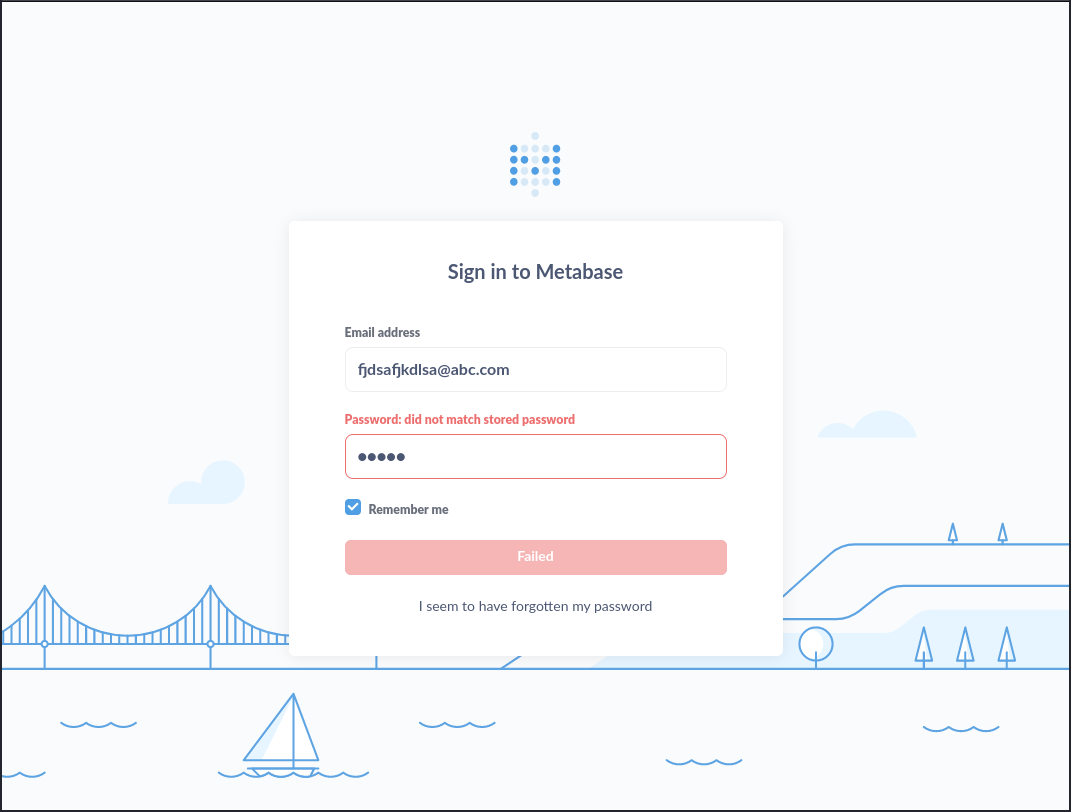 Sign in to Metabase
Email address
fjdsafjkdlsa@abc.com
Password: did not match stored password
●●●●●
Remember me
Failed
I seem to have forgotten my password